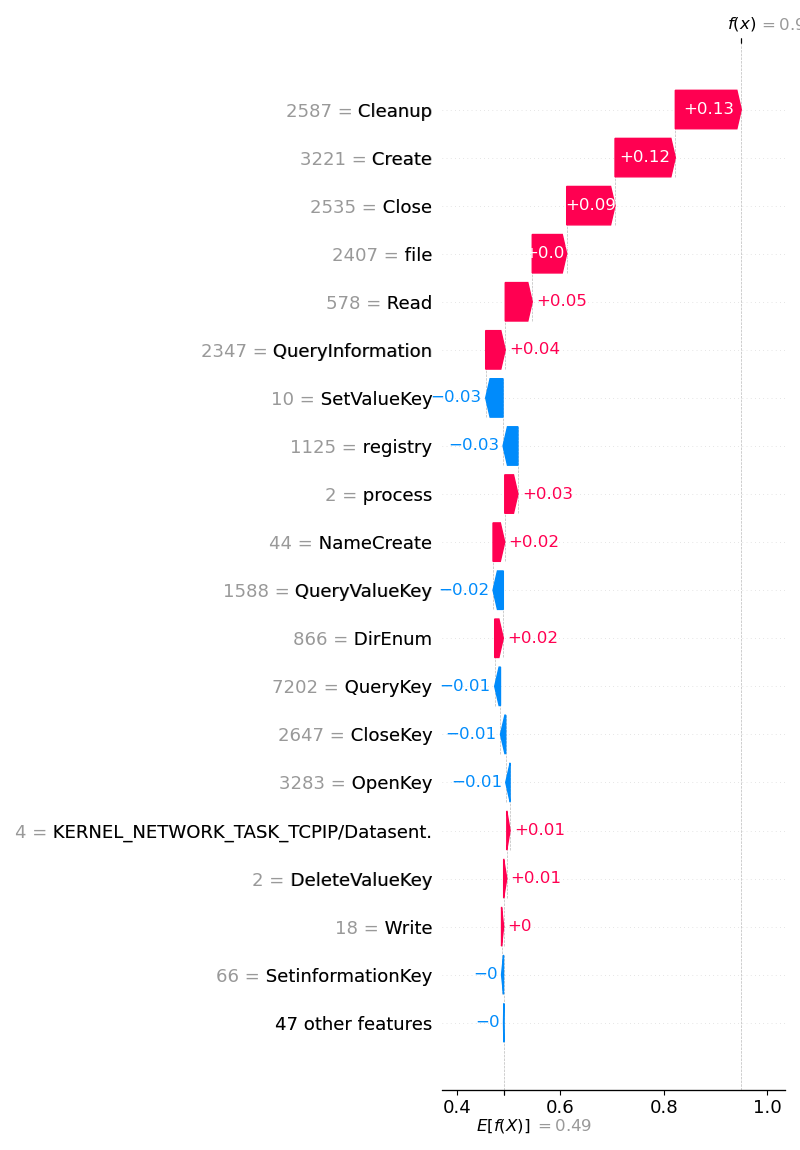 f(x) = 0.9
2587 = Cleanup +0.13
3221 = Create +0.12
2535 = Close +0.09
2407 = file +0.0
578 = Read +0.05
2347 = QueryInformation +0.04
10 = SetValueKey −0.03
1125 = registry −0.03
2 = process +0.03
44 = NameCreate +0.02
1588 = QueryValueKey −0.02
866 = DirEnum +0.02
7202 = QueryKey −0.01
2647 = CloseKey −0.01
3283 = OpenKey −0.01
4 = KERNEL_NETWORK_TASK_TCPIP/Datasent. +0.01
2 = DeleteValueKey +0.01
18 = Write +0
66 = SetinformationKey −0
47 other features −0
0.4 0.6 0.8 1.0
E[f(X)] = 0.49